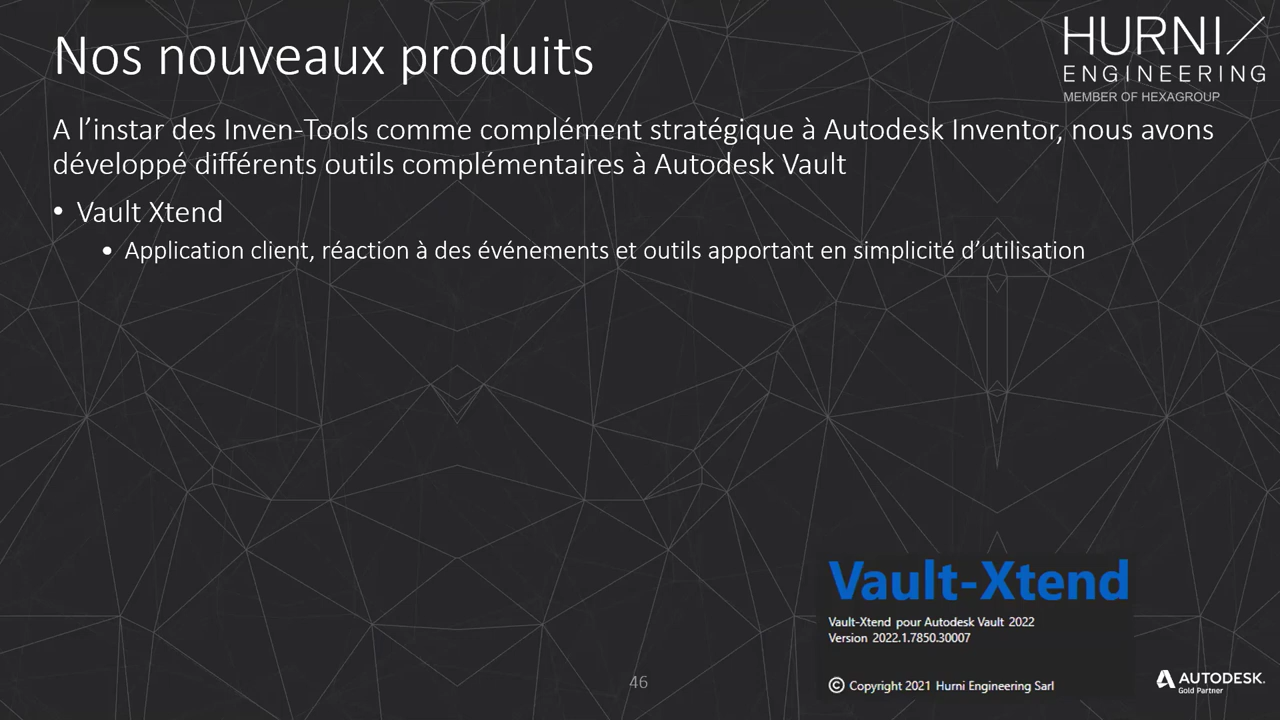 Nos nouveaux produits
HURNI
ENGINEERING
MEMBER OF HEXAGROUP
A l’instar des Inven-Tools comme complément stratégique à Autodesk Inventor, nous avons
développé différents outils complémentaires à Autodesk Vault
• Vault Xtend
• Application client, réaction à des événements et outils apportant en simplicité d’utilisation
Vault-Xtend
Vault-Xtend pour Autodesk Vault 2022
Version 2022.1.7850.30007
© Copyright 2021 Hurni Engineering Sarl
46
AUTODESK.
Gold Partner